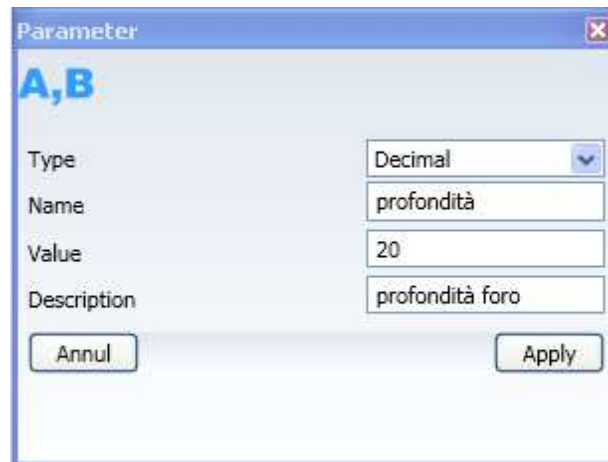 Parameter
A,B
Type Decimal
Name profondità
Value 20
Description profondità foro
Annul Apply